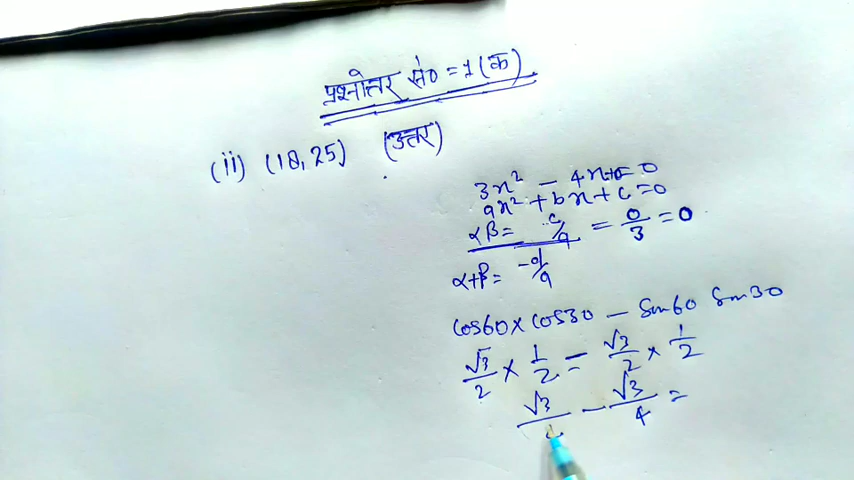 प्रश्नोत्तर सं० = 1 (क)
(ii) (18, 25) (उत्तर)
3x² - 4x+0=0
ax² + bx + c = 0
αβ = c/a = 0/3 = 0
α+β = -b/a
cos60 x cos30 - Sin60 Sin30
√3/2 x 1/2 = √3/2 x 1/2
√3/ - √3/4 =